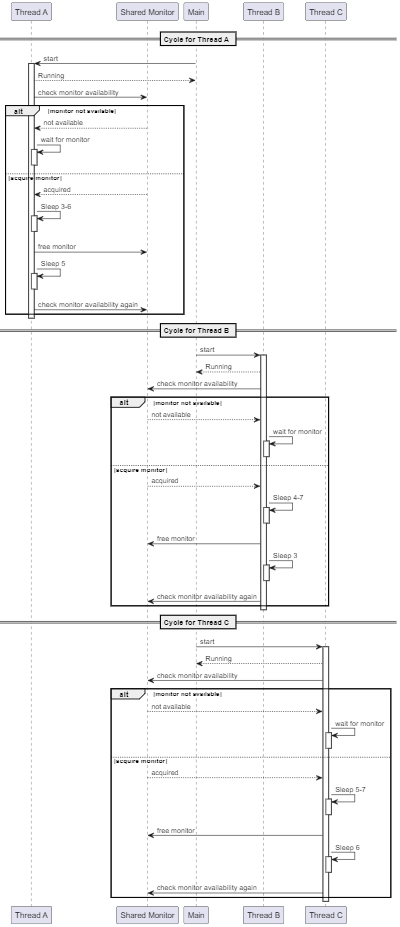 Thread A Shared Monitor Main Thread B Thread C
Cycle for Thread A
start
Running
check monitor availability
alt [monitor not available]
not available
wait for monitor
[acquire monitor]
acquired
Sleep 3-6
free monitor
Sleep 5
check monitor availability again
Cycle for Thread B
start
Running
check monitor availability
alt [monitor not available]
not available
wait for monitor
[acquire monitor]
acquired
Sleep 4-7
free monitor
Sleep 3
check monitor availability again
Cycle for Thread C
start
Running
check monitor availability
alt [monitor not available]
not available
wait for monitor
[acquire monitor]
acquired
Sleep 5-7
free monitor
Sleep 6
check monitor availability again
Thread A Shared Monitor Main Thread B Thread C